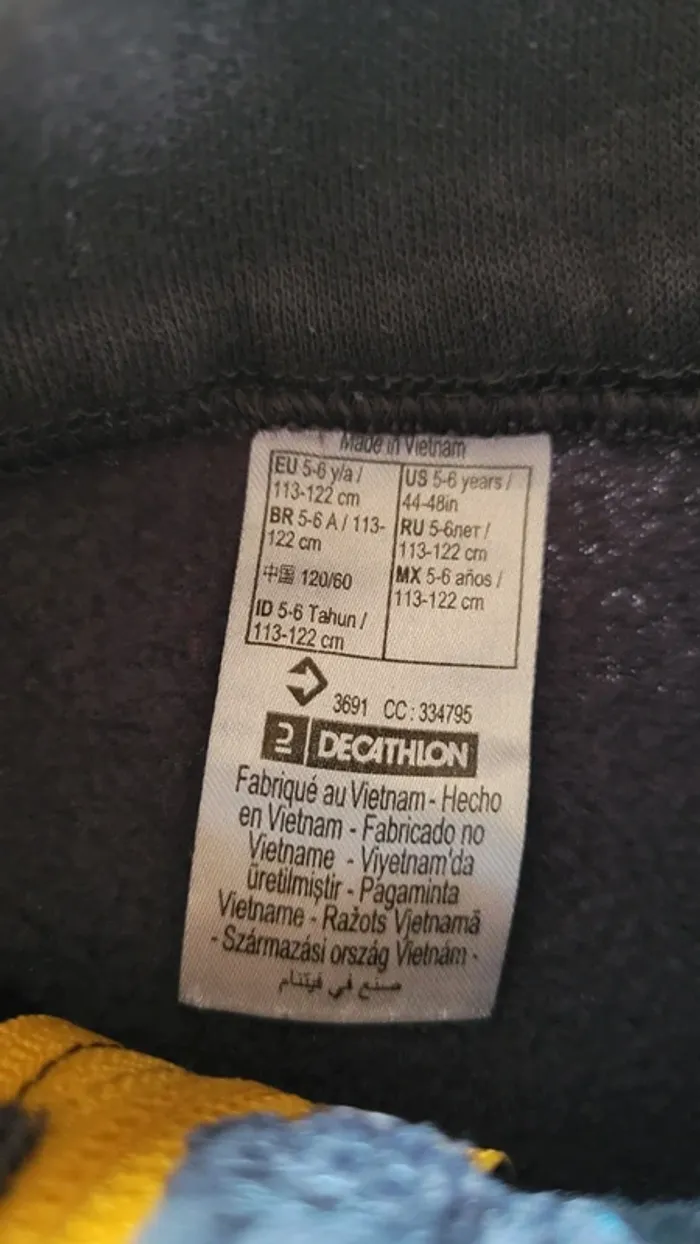 Made in Vietnam
EU 5-6 y/a /
113-122 cm
BR 5-6 A / 113-
122 cm
中国 120/60
ID 5-6 Tahun /
113-122 cm
US 5-6 years /
44-48in
RU 5-6лет /
113-122 cm
MX 5-6 años /
113-122 cm
3691 CC : 334795
DECATHLON
Fabriqué au Vietnam - Hecho
en Vietnam - Fabricado no
Vietname - Viyetnam'da
üretilmiştir - Pagaminta
Vietname - Ražots Vjetnamā
- Származási ország Vietnám -
صنع في فيتنام